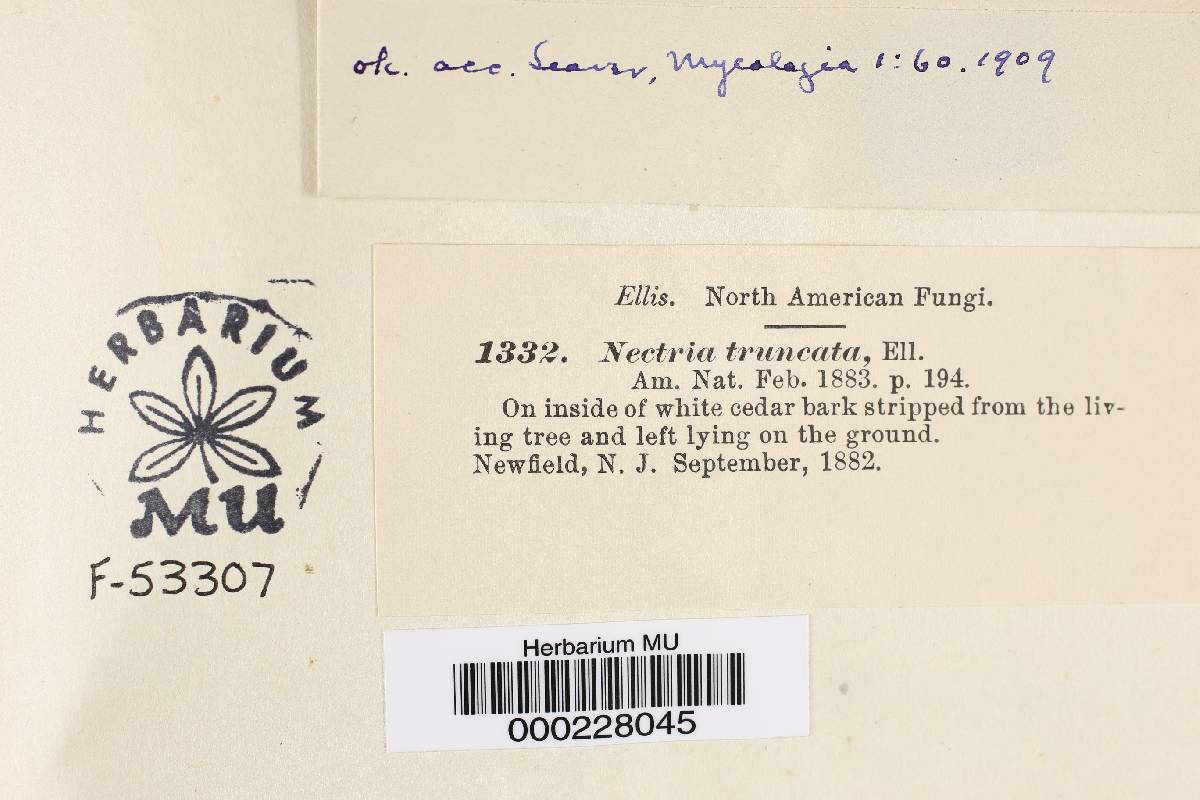 ok. acc. Seaver, Mycologia 1:60. 1909
Ellis. North American Fungi.
1332. Nectria truncata, Ell.
Am. Nat. Feb. 1883. p. 194.
On inside of white cedar bark stripped from the liv-
ing tree and left lying on the ground.
Newfield, N. J. September, 1882.
HERBARIUM
MU
F-53307
Herbarium MU
000228045